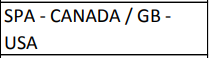 SPA - CANADA / GB -
USA